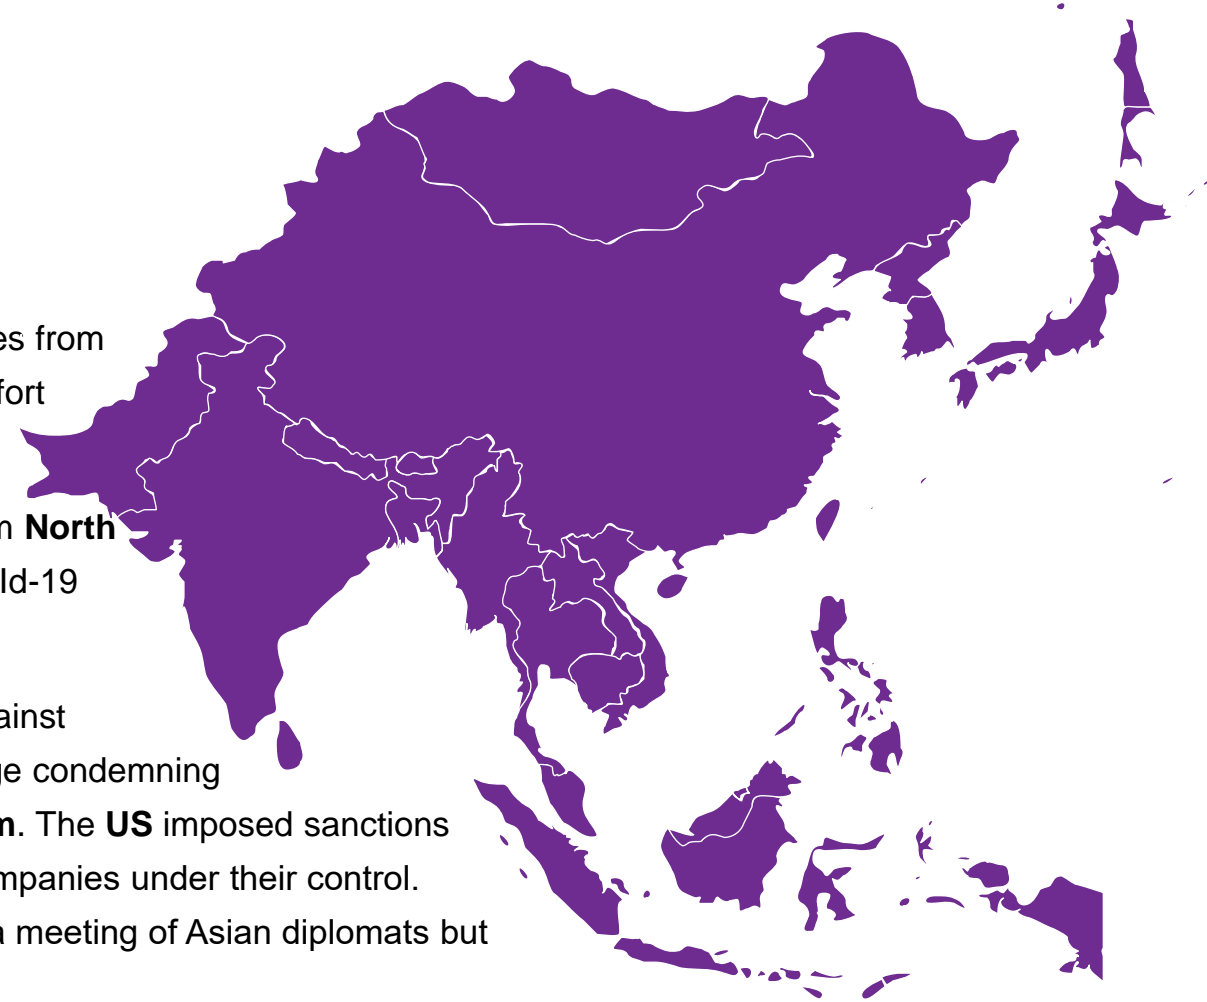 es from
fort
n North
Id-19
ainst
ge condemning
m. The US imposed sanctions
mpanies under their control.
a meeting of Asian diplomats but